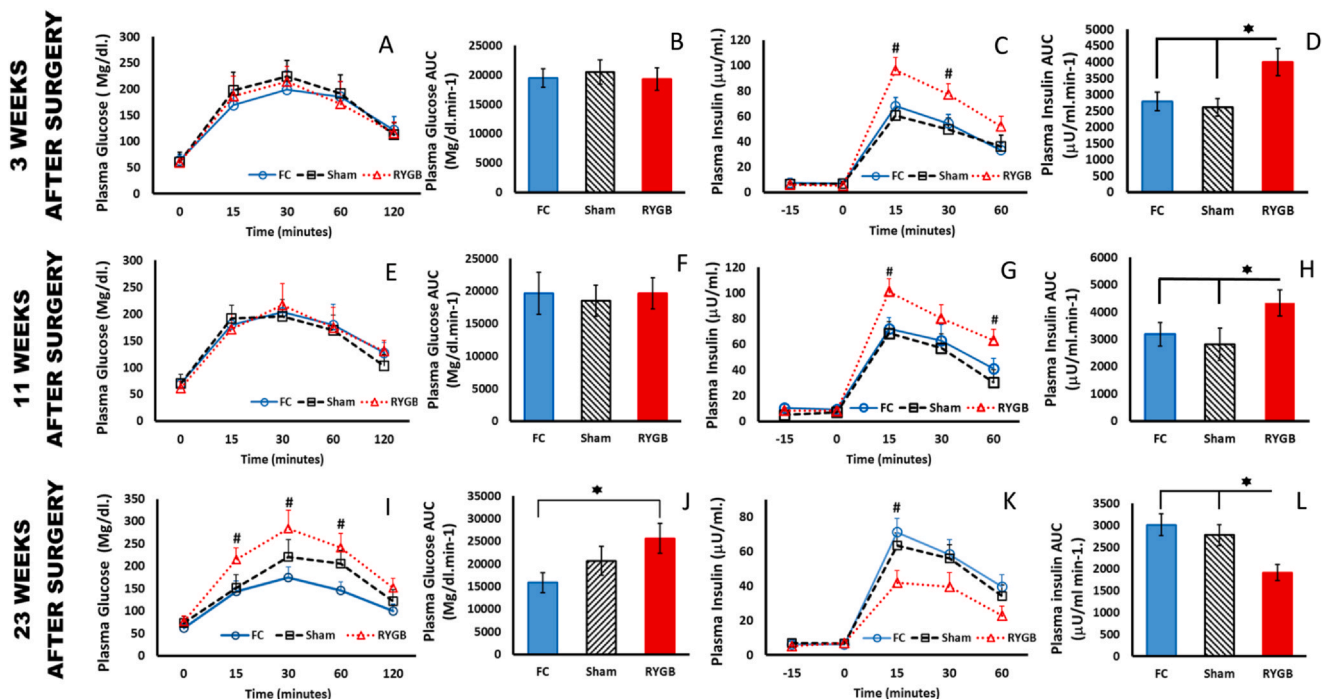 3 WEEKS
AFTER SURGERY
Plasma Glucose ( Mg/dl.)
300
250
200
150
100
50
0
A
FC Sham RYGB
0 15 30 60 120
Time (minutes)
Plasma Glucose AUC
(Mg/dl.min-1)
25000
20000
15000
10000
5000
0
B
FC Sham RYGB
Plasma Insulin (µu/ml.)
120
100
80
60
40
20
0
C
# #
FC Sham RYGB
-15 0 15 30 60
Time (minutes)
Plasma Insulin AUC
(µU/ml.min-1)
5000
4500
4000
3500
3000
2500
2000
1500
1000
500
0
D
FC Sham RYGB
11 WEEKS
AFTER SURGERY
Plasma Glucose (Mg/dl.)
300
250
200
150
100
50
0
E
FC Sham RYGB
0 15 30 60 120
Time (minutes)
Plasma Glucose AUC
(Mg/dl.min-1)
25000
20000
15000
10000
5000
0
F
FC Sham RYGB
Plasma Insulin (µU/ml.)
120
100
80
60
40
20
0
G
# #
FC Sham RYGB
-15 0 15 30 60
Time (minutes)
Plasma Insulin AUC
(µU/ml.min-1)
6000
5000
4000
3000
2000
1000
0
H
FC Sham RYGB
23 WEEKS
AFTER SURGERY
Plasma Glucose (Mg/dl.)
350
300
250
200
150
100
50
0
I
# # #
FC Sham RYGB
0 15 30 60 120
Time (minutes)
Plasma Glucose AUC
(Mg/dl.min-1)
35000
30000
25000
20000
15000
10000
5000
0
J
FC Sham RYGB
Plasma Insulin (µU/ml.)
80
60
40
20
0
K
#
FC Sham RYGB
-15 0 15 30 60
Time (minutes)
Plasma Insulin AUC
(µU/ml min-1.)
3500
3000
2500
2000
1500
1000
500
0
L
FC Sham RYGB